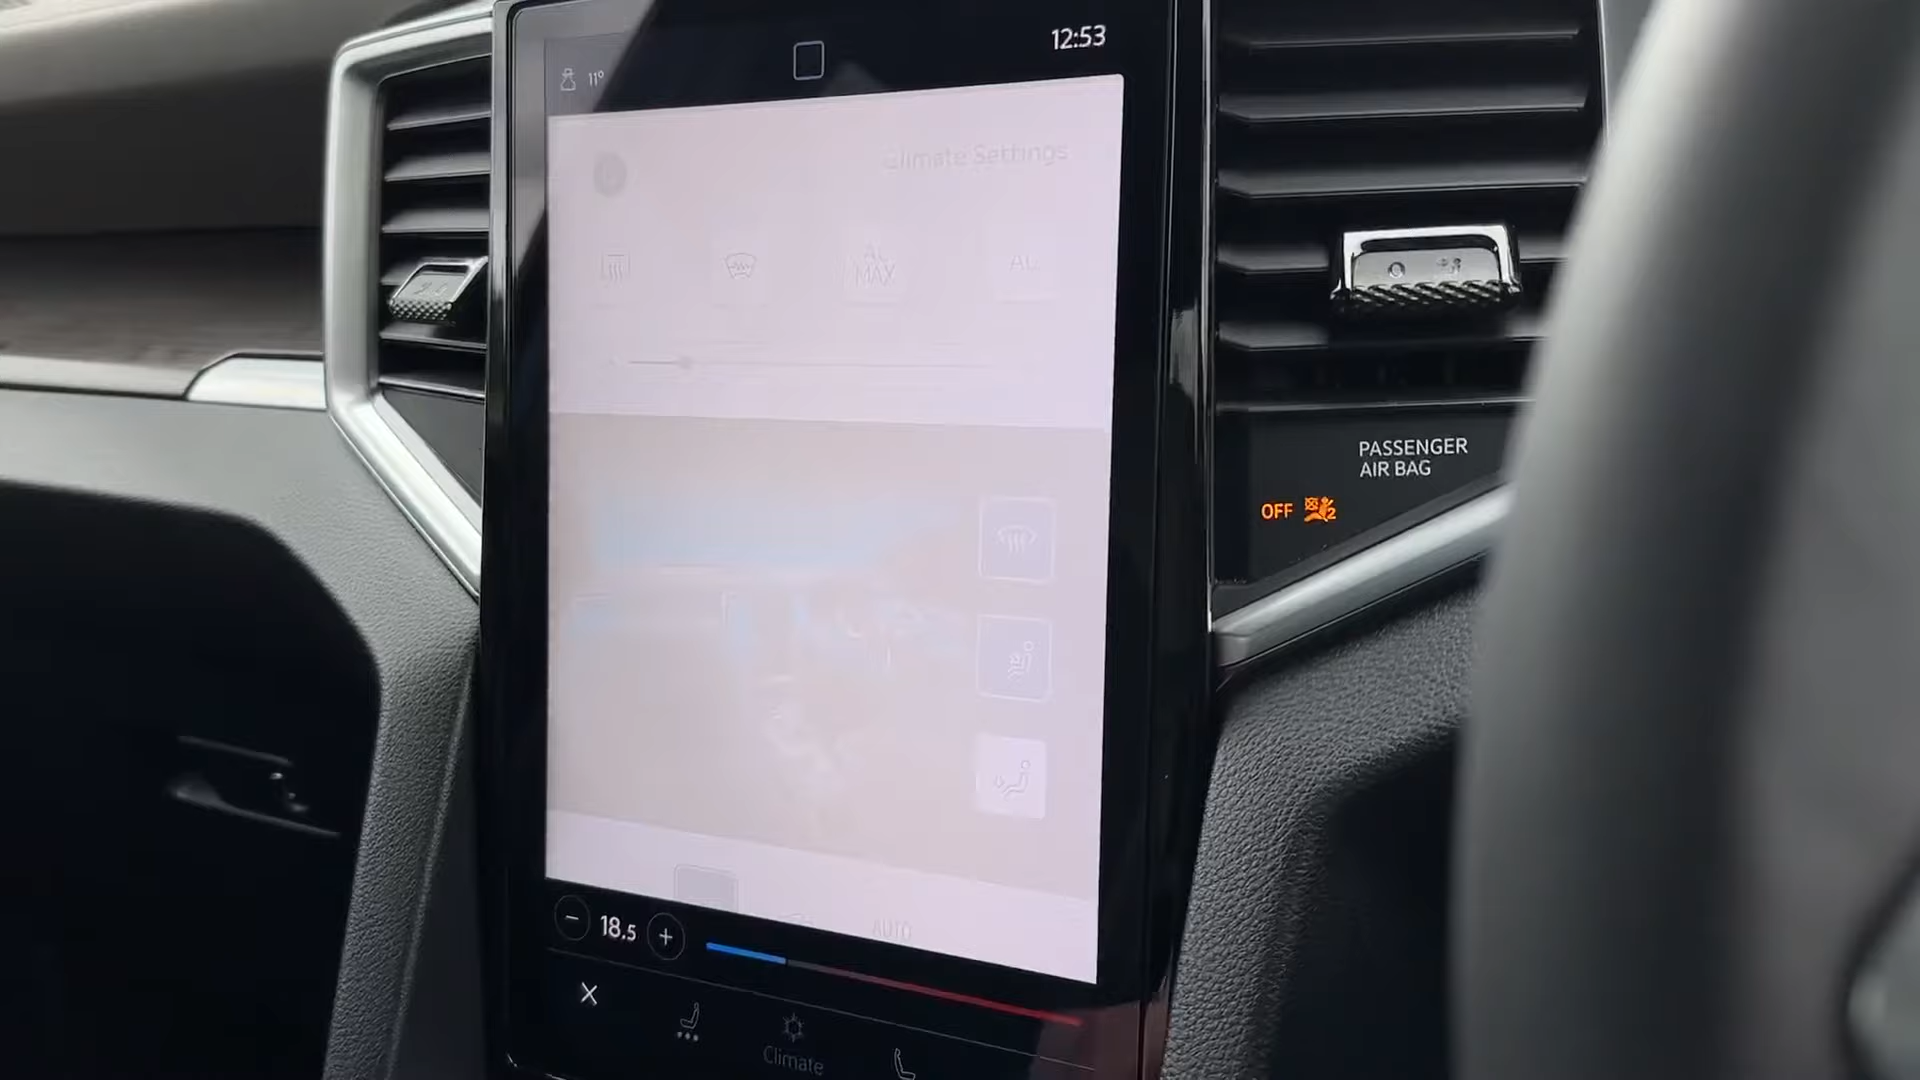 12:53
11°
Climate Settings
MAX
PASSENGER
AIR BAG
OFF
18.5
AUTO
Climate